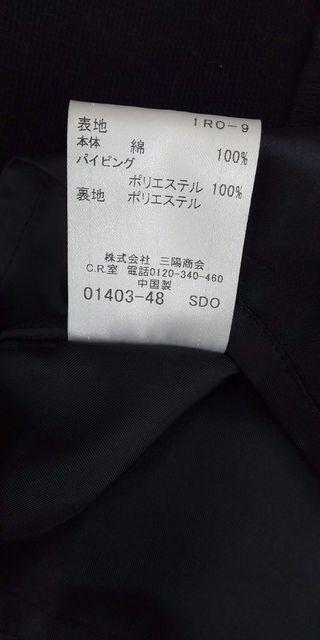 表地 IRO-9
本体 綿 100%
パイピング
ポリエステル 100%
裏地 ポリエステル
株式会社 三陽商会
C.R.室 電話0120-340-460
中国製
01403-48 SDO